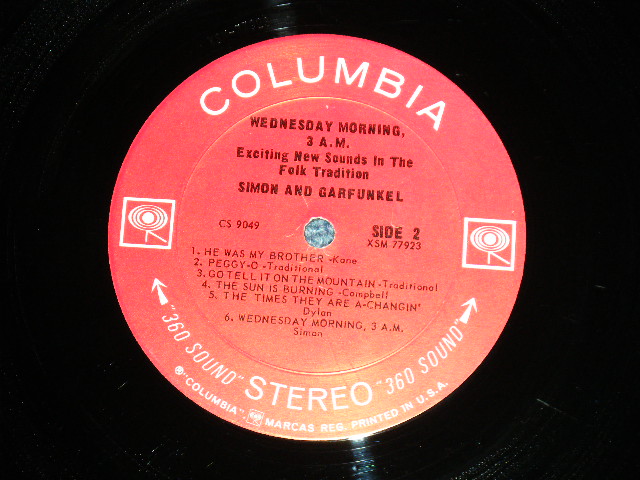 COLUMBIA
WEDNESDAY MORNING,
3 A.M.
Exciting New Sounds In The
Folk Tradition
SIMON AND GARFUNKEL
CS 9049
SIDE 2
XSM 77923
1. HE WAS MY BROTHER -Kane
2. PEGGY-O -Traditional
3. GO TELL IT ON THE MOUNTAIN -Traditional
4. THE SUN IS BURNING -Campbell
5. THE TIMES THEY ARE A-CHANGIN'
Dylan
6. WEDNESDAY MORNING, 3 A.M.
Simon
"360 SOUND" STEREO "360 SOUND"
® "COLUMBIA", MARCAS REG. PRINTED IN U.S.A.